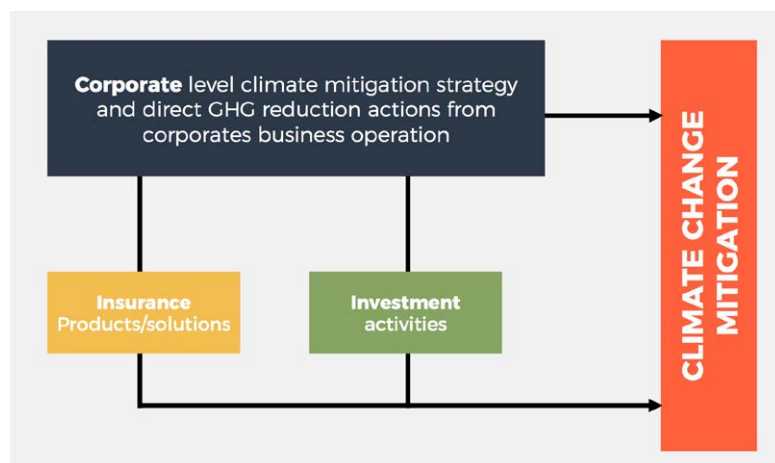 Corporate level climate mitigation strategy
and direct GHG reduction actions from
corporates business operation
Insurance
Products/solutions
Investment
activities
CLIMATE CHANGE
MITIGATION